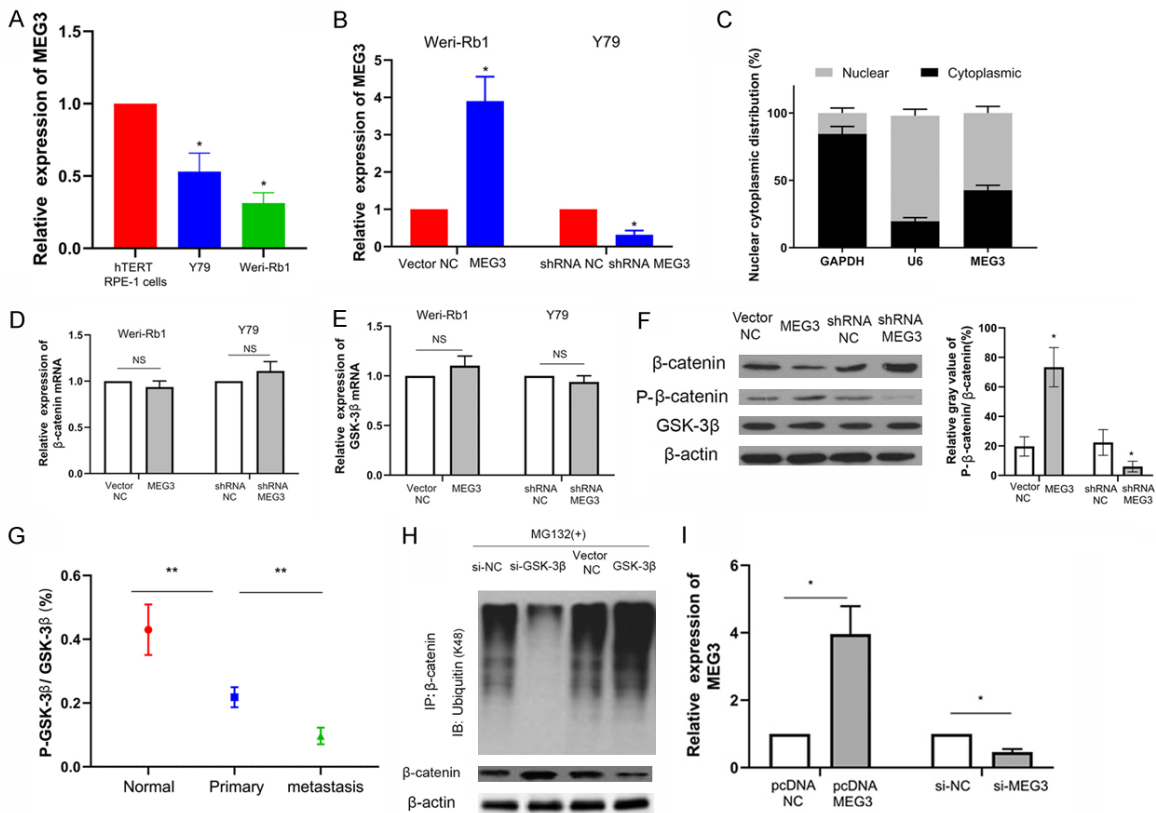 A
Relative expression of MEG3
1.5
1.0
0.5
0.0
*
*
hTERT
RPE-1 cells
Y79
Weri-Rb1
B
Relative expression of MEG3
Weri-Rb1
Y79
5
4
3
2
1
0
*
*
Vector NC
MEG3
shRNA NC
shRNA MEG3
C
Nuclear cytoplasmic distribution (%)
Nuclear
Cytoplasmic
100
50
0
GAPDH
U6
MEG3
D
Relative expression of
β-catenin mRNA
Weri-Rb1
Y79
1.5
1.0
0.5
0.0
NS
NS
Vector
NC
MEG3
shRNA
NC
shRNA
MEG3
E
Relative expression of
GSK-3β mRNA
Weri-Rb1
Y79
1.5
1.0
0.5
0.0
NS
NS
Vector
NC
MEG3
shRNA
NC
shRNA
MEG3
F
Vector
NC
MEG3
shRNA
NC
shRNA
MEG3
β-catenin
P-β-catenin
GSK-3β
β-actin
Relative gray value of
P-β-catenin/ β-catenin(%)
100
80
60
40
20
0
*
*
Vector
NC
MEG3
shRNA
NC
shRNA
MEG3
G
P-GSK-3β/ GSK-3β (%)
0.6
0.4
0.2
0.0
**
**
Normal
Primary
metastasis
H
MG132(+)
si-NC
si-GSK-3β
Vector
NC
GSK-3β
IP: β-catenin
IB: Ubiquitin (K48)
β-catenin
β-actin
I
Relative expression of
MEG3
6
4
2
0
*
*
pcDNA
NC
pcDNA
MEG3
si-NC
si-MEG3